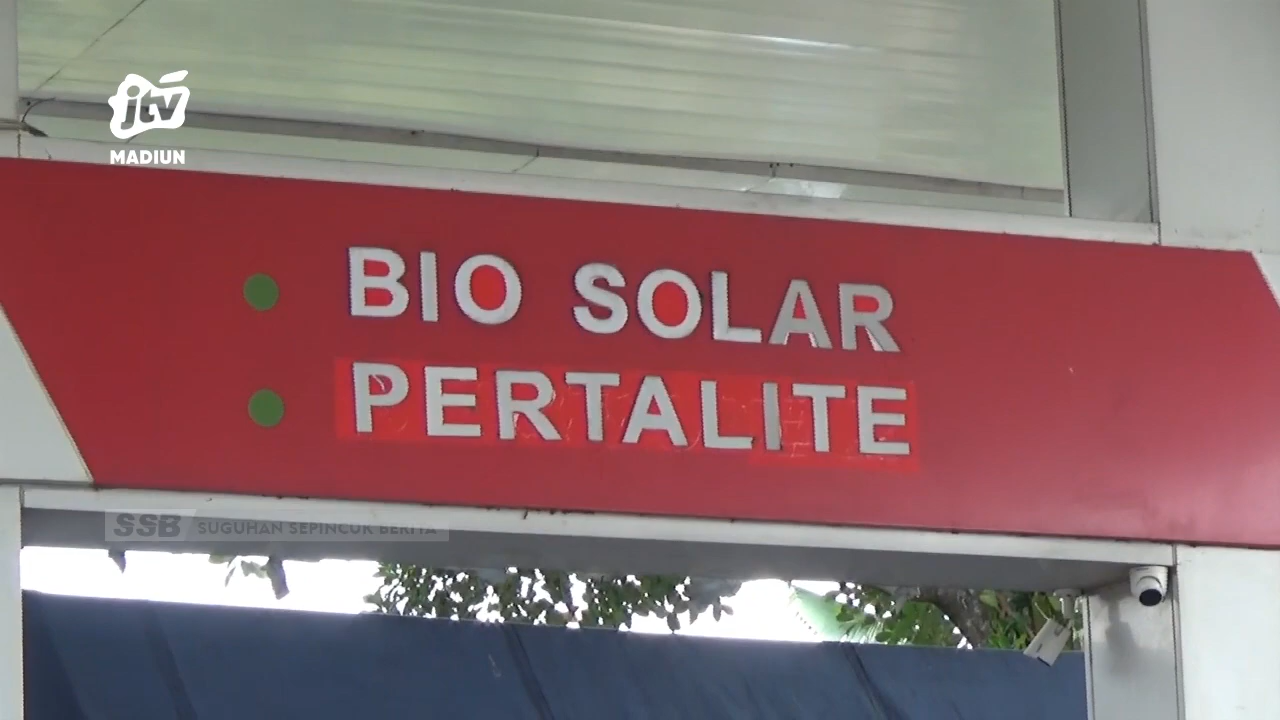 jtv
MADIUN
BIO SOLAR
PERTALITE
SSB SUGUHAN SEPINCUK BERITA